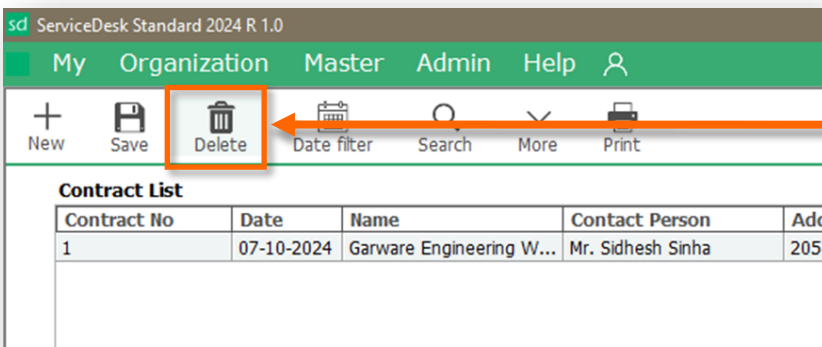 sd ServiceDesk Standard 2024 R 1.0
My Organization Master Admin Help
New Save Delete Date filter Search More Print
Contract List
Contract No Date Name Contact Person Add
1 07-10-2024 Garware Engineering W... Mr. Sidhesh Sinha 205